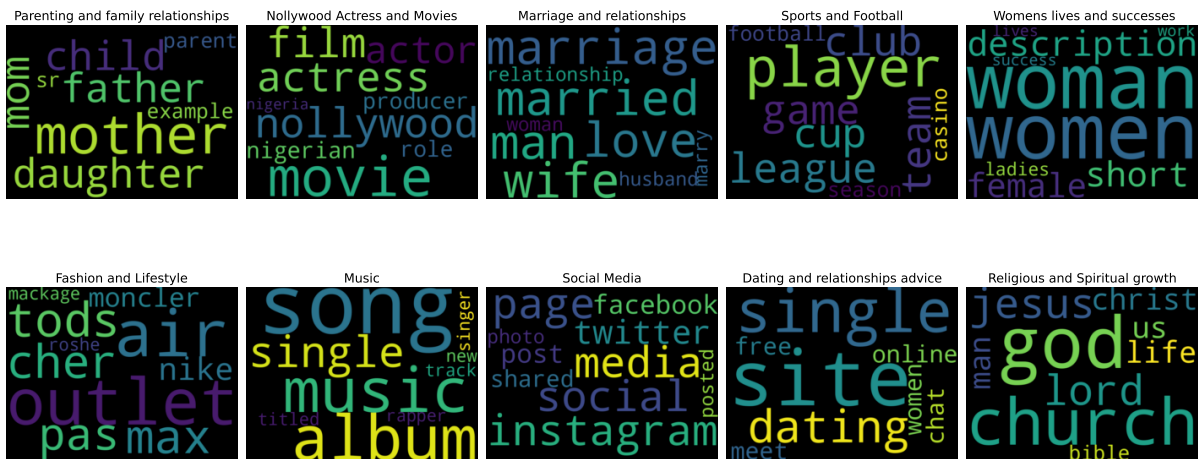 Parenting and family relationships
child
parent
mom
sr
father
example
mother
daughter
Nollywood Actress and Movies
film
actor
actress
nigeria
producer
nollywood
nigerian
role
movie
Marriage and relationships
marriage
relationship
married
woman
man
love
marry
wife
husband
Sports and Football
football
club
player
game
cup
team
casino
league
season
Womens lives and successes
lives
work
description
success
woman
women
ladies
female
short
Fashion and Lifestyle
mackage
moncler
tods
air
roshe
cher
nike
outlet
pas
max
Music
song
singer
single
new
track
music
titled
rapper
album
Social Media
page
facebook
photo
twitter
post
media
shared
social
posted
instagram
Dating and relationships advice
single
free
online
site
women
chat
dating
meet
Religious and Spiritual growth
jesus
christ
god
us
man
life
lord
church
bible